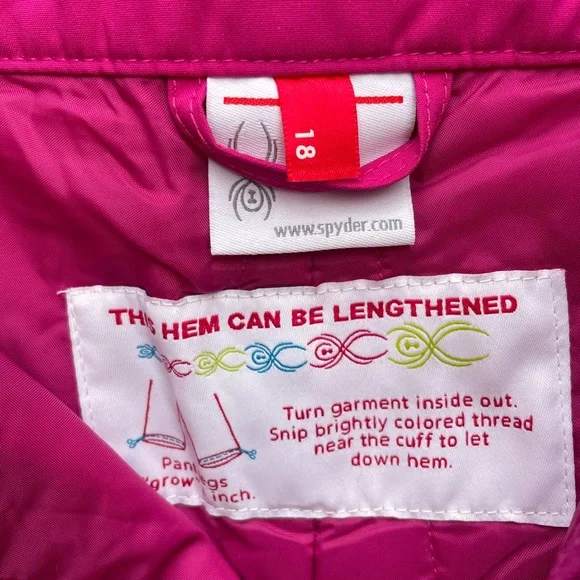 18
www.spyder.com
HEM CAN BE LENGTHENED
Turn garment inside out.
Snip brightly colored thread
near the cuff to let
down hem.
inch.